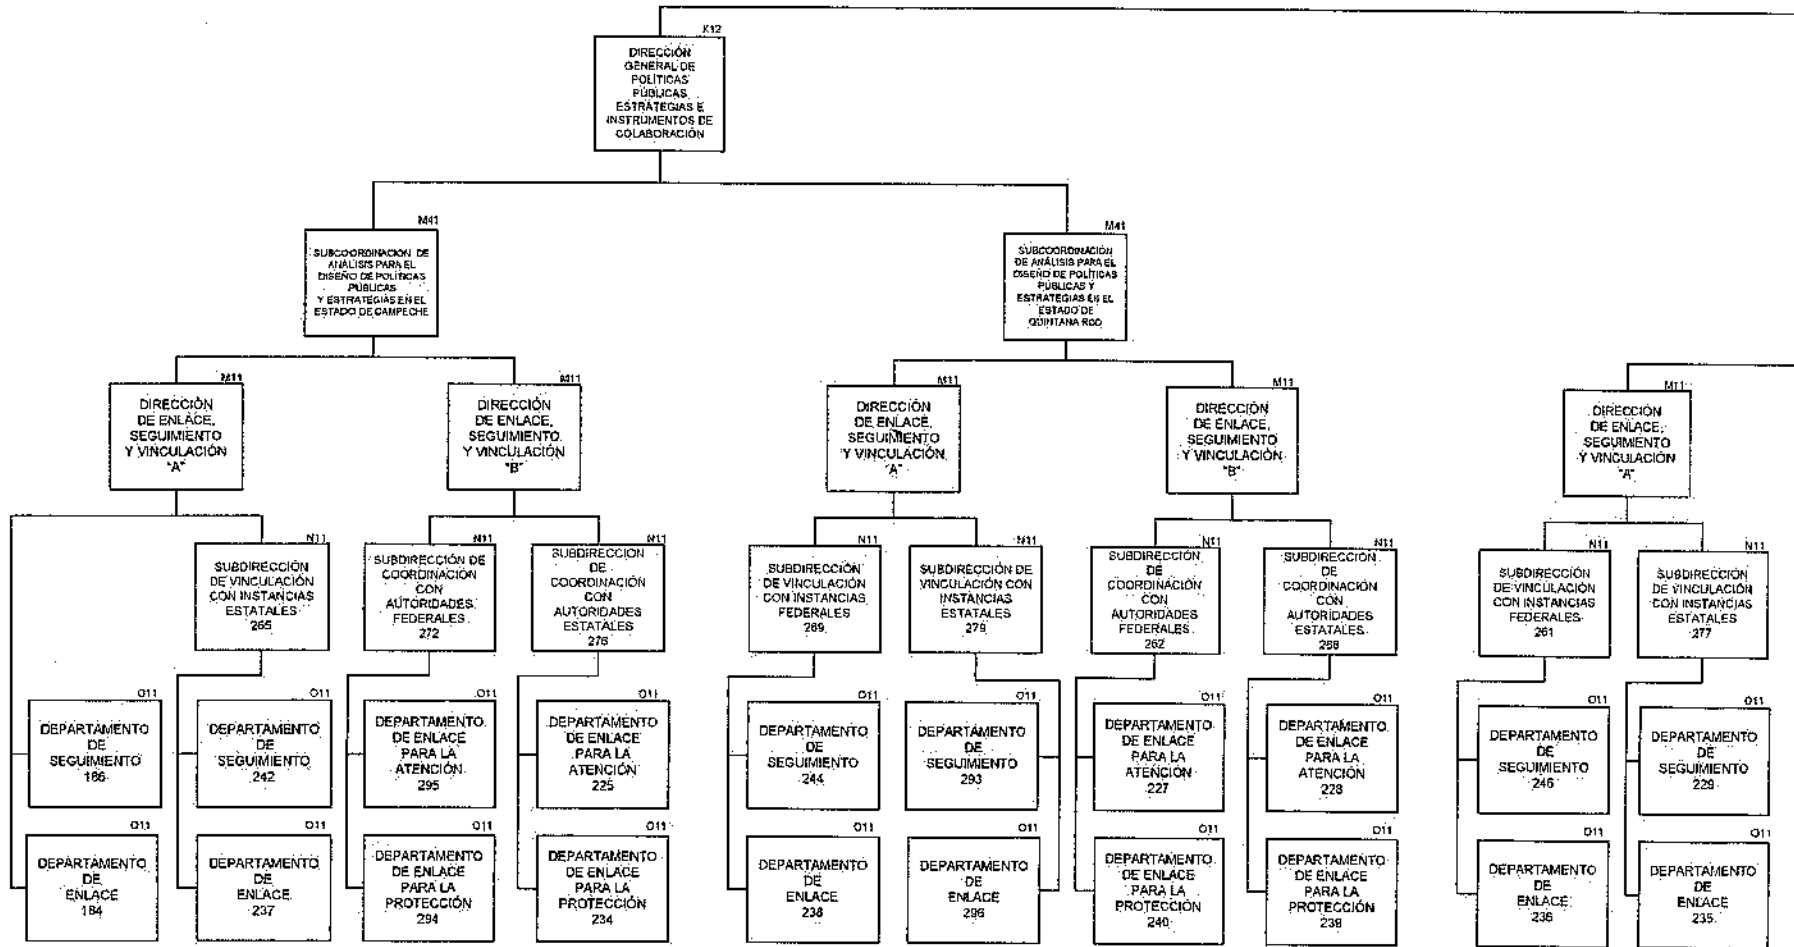 K12
DIRECCIÓN
GENERAL DE
POLÍTICAS
PÚBLICAS
ESTRATEGIAS E
INSTRUMENTOS DE
COLABORACIÓN
M41
SUBCOORDINACION DE
ANÁLISIS PARA EL
DISEÑO DE POLÍTICAS
PÚBLICAS
Y ESTRATEGIAS EN EL
ESTADO DE CAMPECHE
M41
SUBCOORDINACIÓN
DE ANÁLISIS PARA EL
DISEÑO DE POLÍTICAS
PÚBLICAS Y
ESTRATEGIAS EN EL
ESTADO DE
QUINTANA ROO
M11
DIRECCIÓN
DE ENLACE,
SEGUIMIENTO
Y VINCULACIÓN
"A"
M11
DIRECCIÓN
DE ENLACE,
SEGUIMIENTO
Y VINCULACIÓN
"B"
M11
DIRECCIÓN
DE ENLACE,
SEGUIMIENTO
Y VINCULACIÓN
"A"
M11
DIRECCIÓN
DE ENLACE,
SEGUIMIENTO
Y VINCULACIÓN
"B"
M11
DIRECCIÓN
DE ENLACE,
SEGUIMIENTO
Y VINCULACIÓN
"A"
N11
SUBDIRECCIÓN
DE VINCULACIÓN
CON INSTANCIAS
ESTATALES
265
N11
SUBDIRECCIÓN DE
COORDINACIÓN
CON
AUTORIDADES
FEDERALES
272
N11
SUBDIRECCION
DE
COORDINACIÓN
CON
AUTORIDADES
ESTATALES
276
N11
SUBDIRECCIÓN
DE VINCULACIÓN
CON INSTANCIAS
FEDERALES
269
N11
SUBDIRECCIÓN DE
VINCULACIÓN CON
INSTANCIAS
ESTATALES
279
N11
SUBDIRECCIÓN
DE
COORDINACIÓN
CON
AUTORIDADES
FEDERALES
262
N11
SUBDIRECCIÓN
DE
COORDINACIÓN
CON
AUTORIDADES
ESTATALES
N11
SUBDIRECCIÓN
DE VINCULACIÓN
CON INSTANCIAS
FEDERALES
261
N11
SUBDIRECCIÓN
DE VINCULACIÓN
CON INSTANCIAS
ESTATALES
277
O11
DEPARTAMENTO
DE
SEGUIMIENTO
O11
DEPARTAMENTO
DE
SEGUIMIENTO
242
O11
DEPARTAMENTO
DE ENLACE
PARA LA
ATENCIÓN
295
O11
DEPARTAMENTO
DE ENLACE
PARA LA
ATENCIÓN
225
O11
DEPARTAMENTO
DE
SEGUIMIENTO
244
O11
DEPARTAMENTO
DE
SEGUIMIENTO
293
O11
DEPARTAMENTO
DE ENLACE
PARA LA
ATENCIÓN
227
O11
DEPARTAMENTO
DE ENLACE
PARA LA
ATENCIÓN
228
O11
DEPARTAMENTO
DE
SEGUIMIENTO
246
O11
DEPARTAMENTO
DE
SEGUIMIENTO
229
O11
DEPARTAMENTO
DE
ENLACE
184
O11
DEPARTAMENTO
DE
ENLACE
237
O11
DEPARTAMENTO
DE ENLACE
PARA LA
PROTECCIÓN
294
O11
DEPARTAMENTO
DE ENLACE
PARA LA
PROTECCIÓN
234
O11
DEPARTAMENTO
DE
ENLACE
238
O11
DEPARTAMENTO
DE
ENLACE
296
O11
DEPARTAMENTO
DE ENLACE
PARA LA
PROTECCIÓN
240
O11
DEPARTAMENTO
DE ENLACE
PARA LA
PROTECCIÓN
239
O11
DEPARTAMENTO
DE
ENLACE
236
O11
DEPARTAMENTO
DE
ENLACE
235